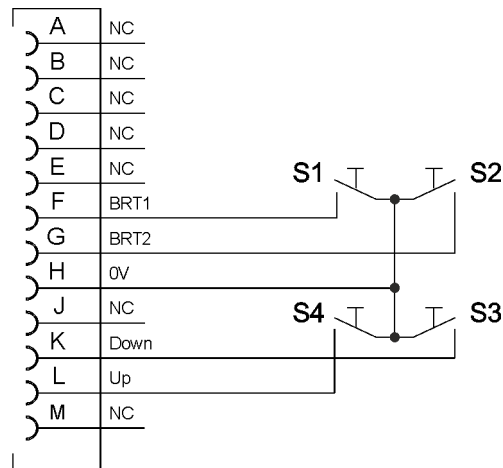 A NC
B NC
C NC
D NC
E NC
S1 S2
F BRT1
G BRT2
H 0V
J NC
S4 S3
K Down
L Up
M NC